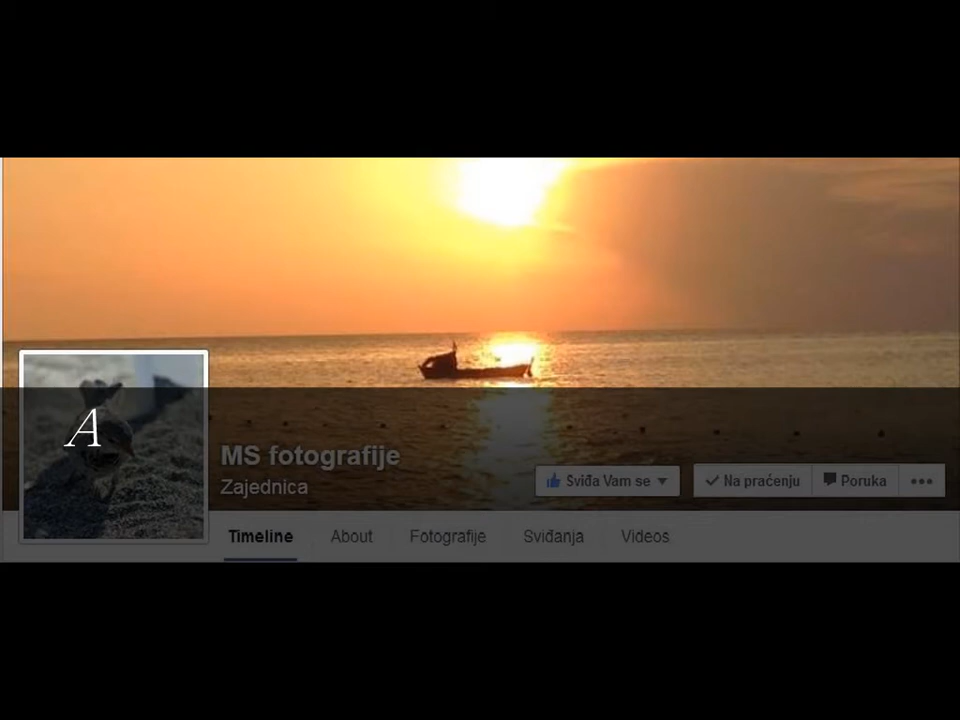 A
MS fotografije
Zajednica
Sviđa Vam se
Na praćenju
Poruka
Timeline
About
Fotografije
Sviđanja
Videos